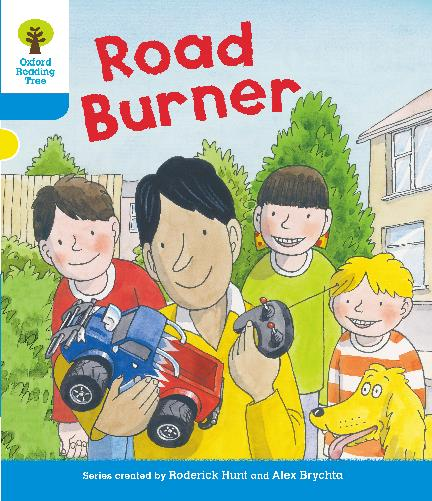 Oxford
Reading
Tree
Road
Burner
Series created by Roderick Hunt and Alex Brychta